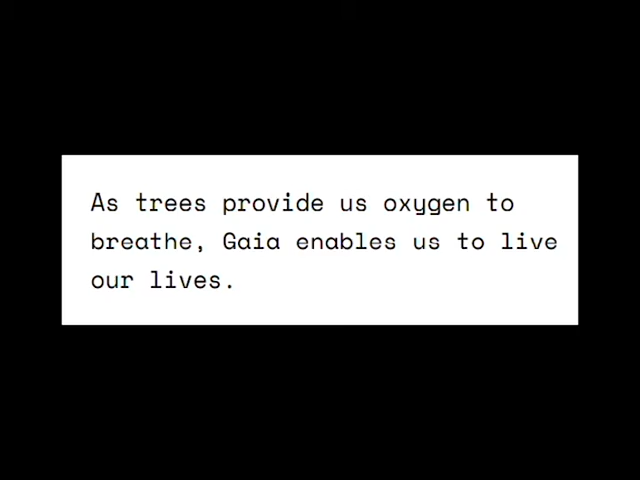 As trees provide us oxygen to
breathe, Gaia enables us to live
our lives.